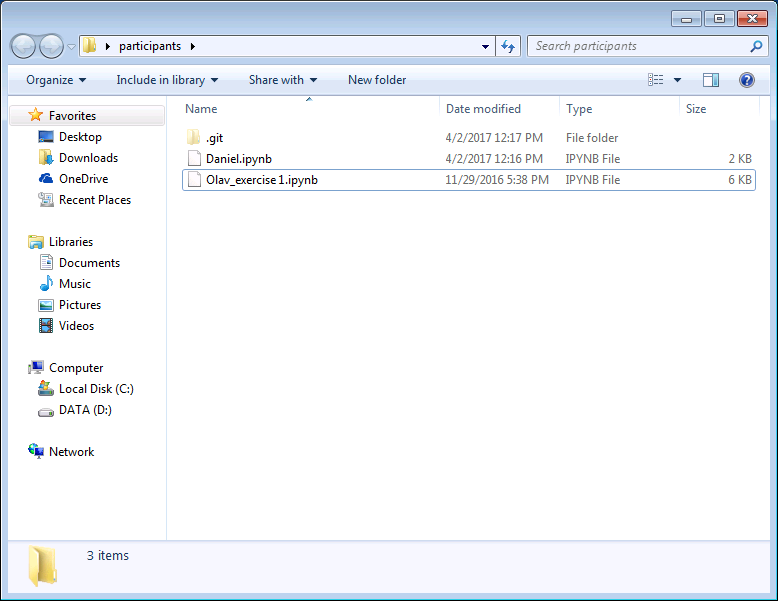 participants
Search participants
Organize Include in library Share with New folder
Name Date modified Type Size
.git 4/2/2017 12:17 PM File folder
Daniel.ipynb 4/2/2017 12:16 PM IPYNB File 2 KB
Olav_exercise 1.ipynb 11/29/2016 5:38 PM IPYNB File 6 KB
Favorites
Desktop
Downloads
OneDrive
Recent Places
Libraries
Documents
Music
Pictures
Videos
Computer
Local Disk (C:)
DATA (D:)
Network
3 items